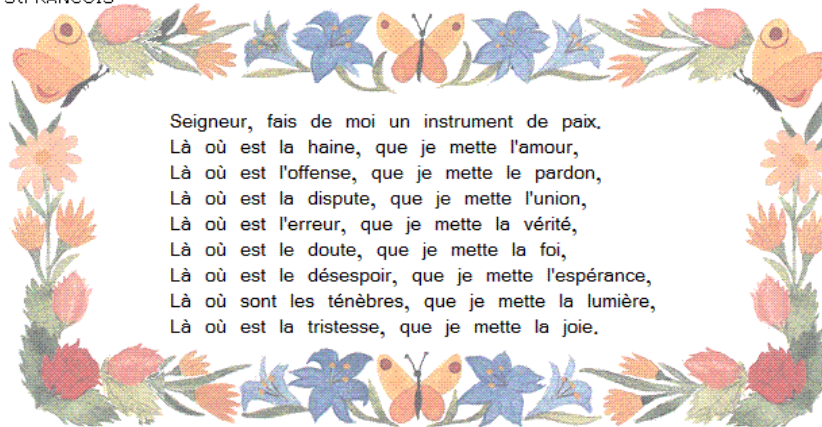 St.FRANCOIS
Seigneur, fais de moi un instrument de paix.
Là où est la haine, que je mette l'amour,
Là où est l'offense, que je mette le pardon,
Là où est la dispute, que je mette l'union,
Là où est l'erreur, que je mette la vérité,
Là où est le doute, que je mette la foi,
Là où est le désespoir, que je mette l'espérance,
Là où sont les ténèbres, que je mette la lumière,
Là où est la tristesse, que je mette la joie.